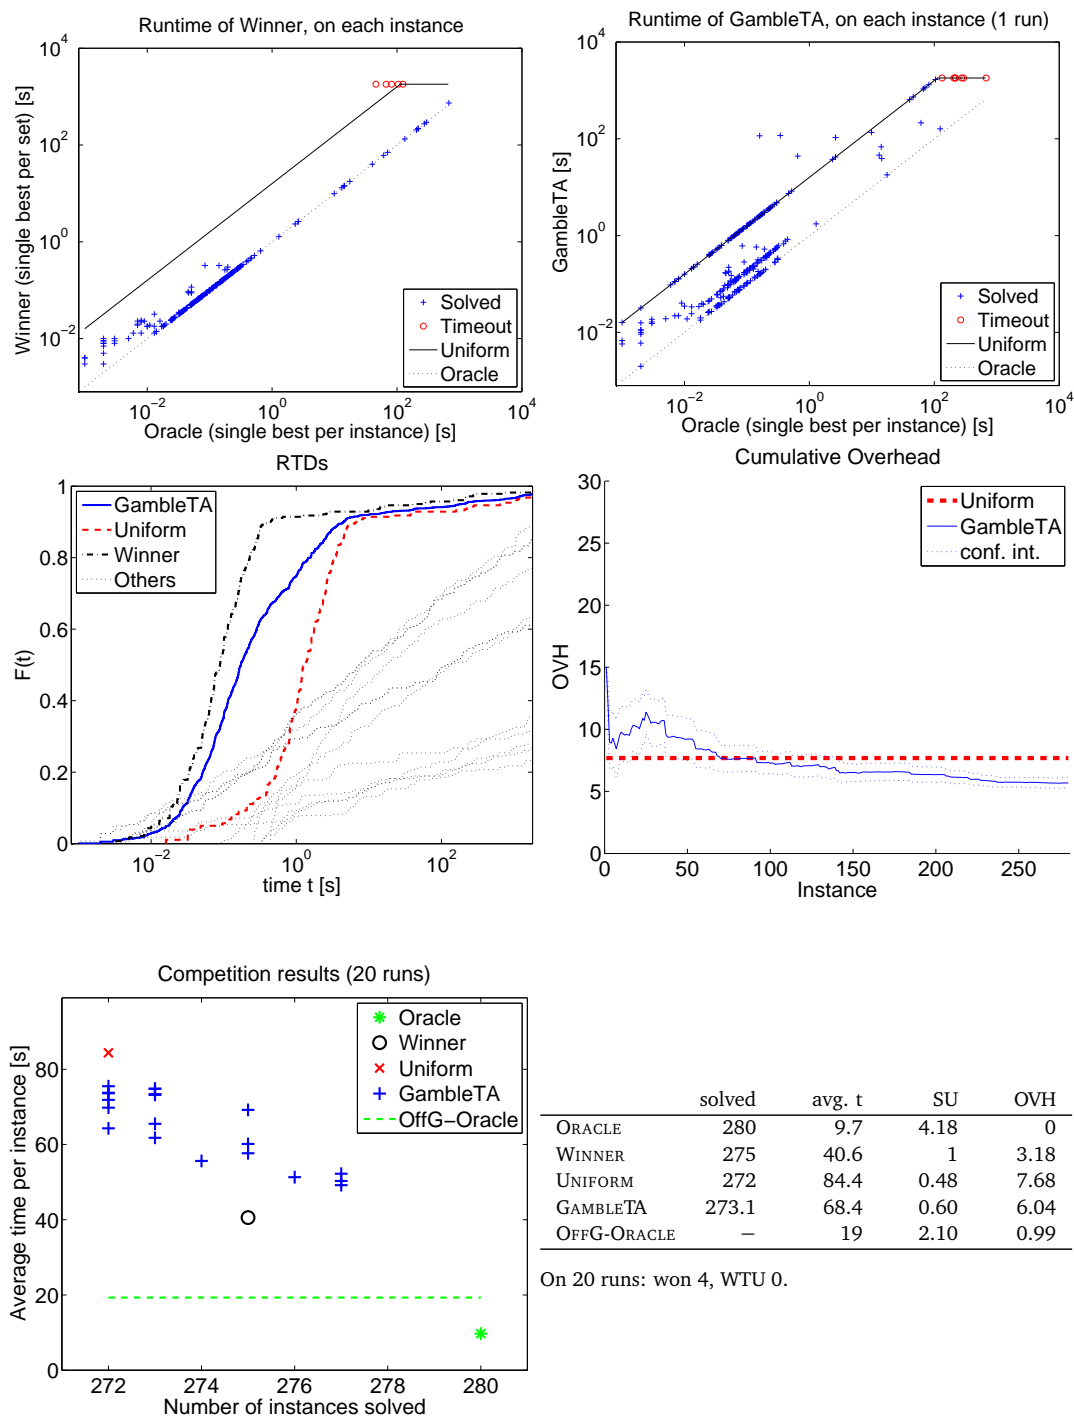 Runtime of Winner, on each instance
Winner (single best per set) [s]
10^4
10^2
10^0
10^−2
10^−2
10^0
10^2
10^4
Oracle (single best per instance) [s]
Solved
Timeout
Uniform
Oracle
Runtime of GambleTA, on each instance (1 run)
GambleTA [s]
10^4
10^2
10^0
10^−2
10^−2
10^0
10^2
10^4
Oracle (single best per instance) [s]
Solved
Timeout
Uniform
Oracle
RTDs
F(t)
1
0.8
0.6
0.4
0.2
0
10^−2
10^0
10^2
time t [s]
GambleTA
Uniform
Winner
Others
Cumulative Overhead
OVH
30
25
20
15
10
5
0
0
50
100
150
200
250
Instance
Uniform
GambleTA
conf. int.
Competition results (20 runs)
Average time per instance [s]
80
60
40
20
0
272
274
276
278
280
Number of instances solved
Oracle
Winner
Uniform
GambleTA
OffG−Oracle
solved avg. t SU OVH
ORACLE 280 9.7 4.18 0
WINNER 275 40.6 1 3.18
UNIFORM 272 84.4 0.48 7.68
GAMBLETA 273.1 68.4 0.60 6.04
OFFG-ORACLE − 19 2.10 0.99
On 20 runs: won 4, WTU 0.